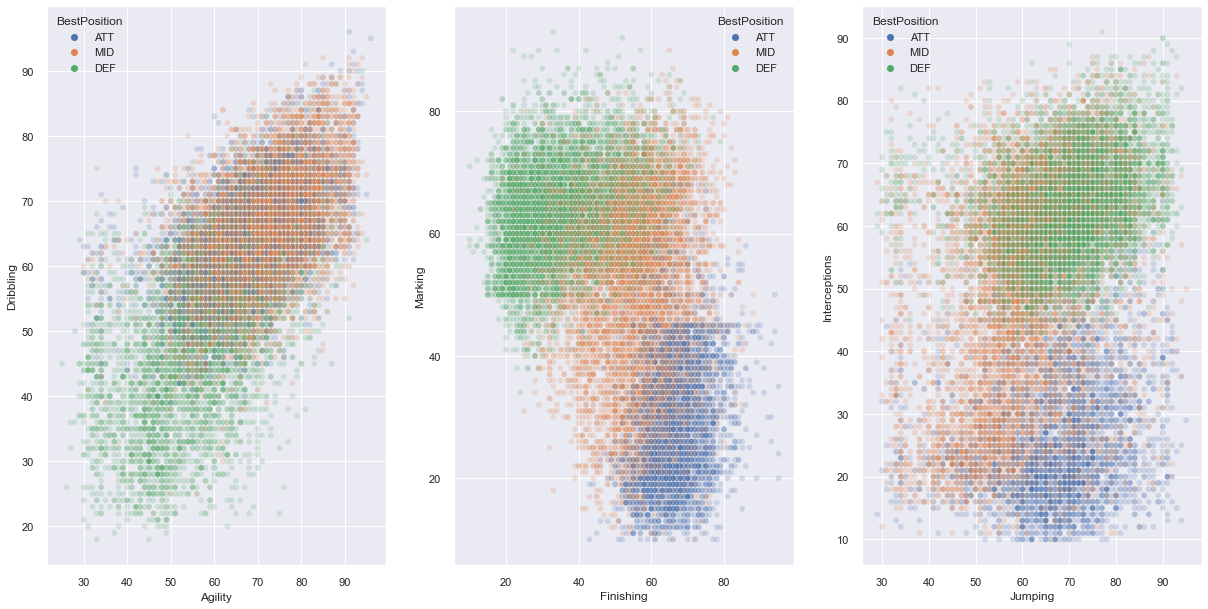 BestPosition
ATT
MID
DEF
90
80
70
60
50
40
30
20
Dribbling
30 40 50 60 70 80 90
Agility
BestPosition
ATT
MID
DEF
80
60
40
20
Marking
20 40 60 80
Finishing
BestPosition
ATT
MID
DEF
90
80
70
60
50
40
30
20
10
Interceptions
30 40 50 60 70 80 90
Jumping